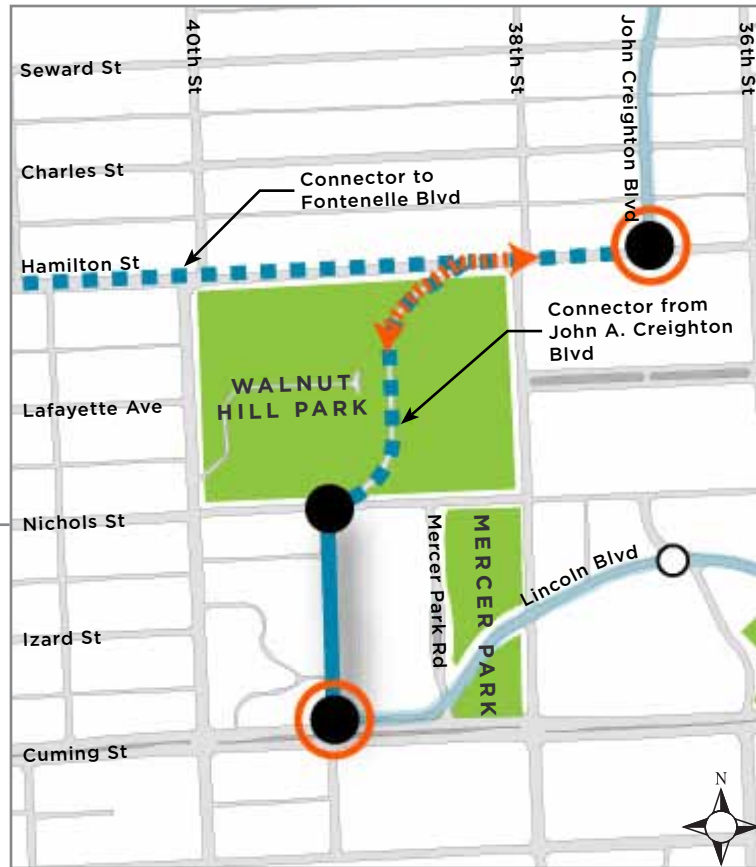 40th St
38th St
John Creighton Blvd
36th St
Seward St
Charles St
Connector to
Fontenelle Blvd
Hamilton St
Connector from
John A. Creighton
Blvd
WALNUT
HILL PARK
Lafayette Ave
Nichols St
Mercer Park Rd
MERCER PARK
Lincoln Blvd
Izard St
Cuming St
N